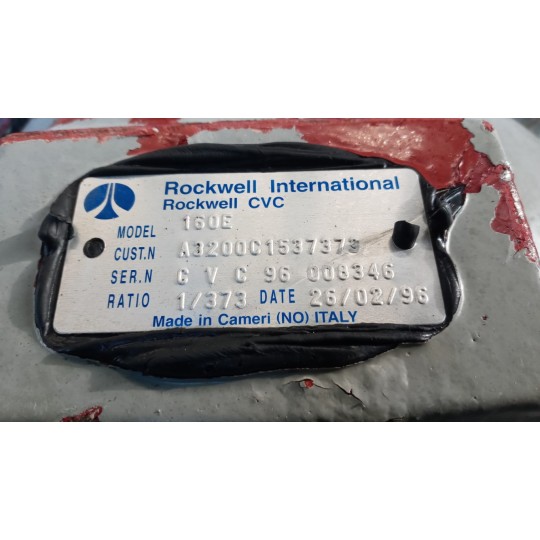 Rockwell International
Rockwell CVC
MODEL 160E
CUST.N A3200C1537373
SER.N C V C 96 008346
RATIO 1/373 DATE 26/02/96
Made in Cameri (NO) ITALY